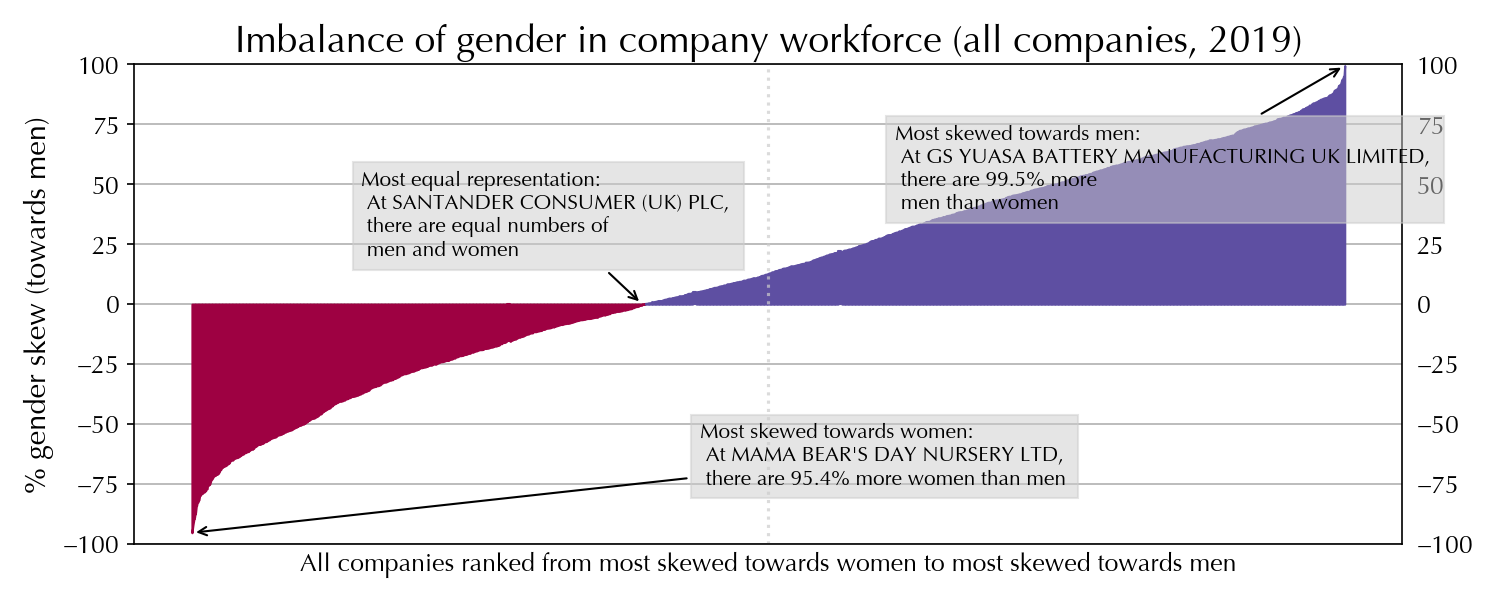 Imbalance of gender in company workforce (all companies, 2019)
% gender skew (towards men)
100
75
50
25
0
−25
−50
−75
−100
Most equal representation:
At SANTANDER CONSUMER (UK) PLC,
there are equal numbers of
men and women
Most skewed towards men:
At GS YUASA BATTERY MANUFACTURING UK LIMITED,
there are 99.5% more
men than women
Most skewed towards women:
At MAMA BEAR'S DAY NURSERY LTD,
there are 95.4% more women than men
100
75
50
25
0
−25
−50
−75
−100
All companies ranked from most skewed towards women to most skewed towards men